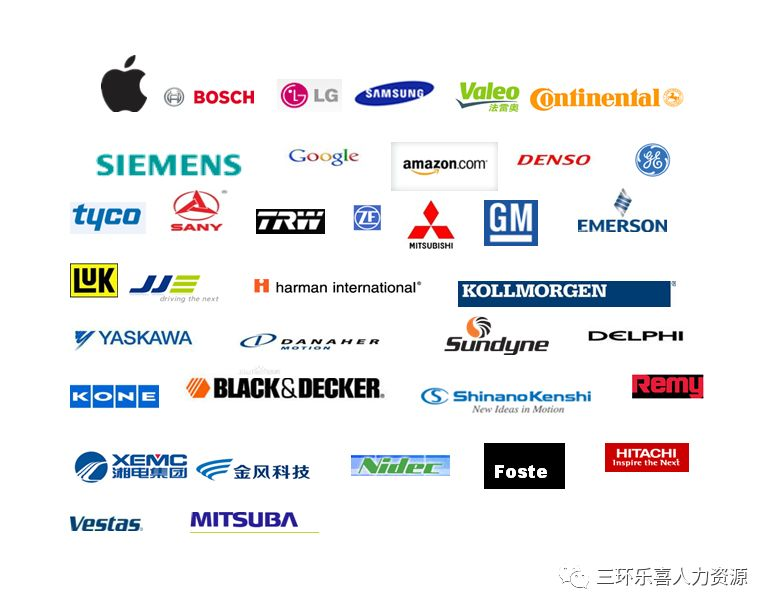 BOSCH
LG
SAMSUNG
Valeo
法雷奥
Continental
SIEMENS
Google
amazon.com
DENSO
GE
tyco
SANY
TRW
ZF
MITSUBISHI
GM
EMERSON
LUK
JJE
driving the next
harman international®
KOLLMORGEN
YASKAWA
DANAHER
MOTION
Sundyne
DELPHI
KONE
BLACK&DECKER®
ShinanoKenshi
New Ideas in Motion
Remy
XEMC
湘电集团
金风科技
Nidec
Foste
HITACHI
Inspire the Next
Vestas
MITSUBA
三环乐喜人力资源